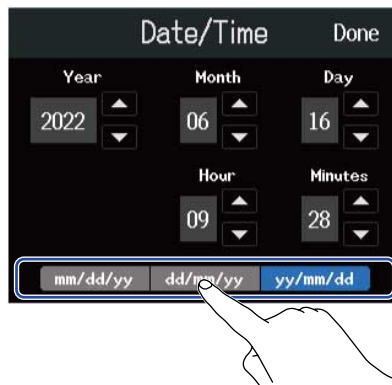 Date/Time Done
Year Month Day
2022 06 16
Hour Minutes
09 28
mm/dd/yy dd/mm/yy yy/mm/dd